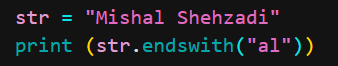 str = "Mishal Shehzadi"
print (str.endswith("al"))